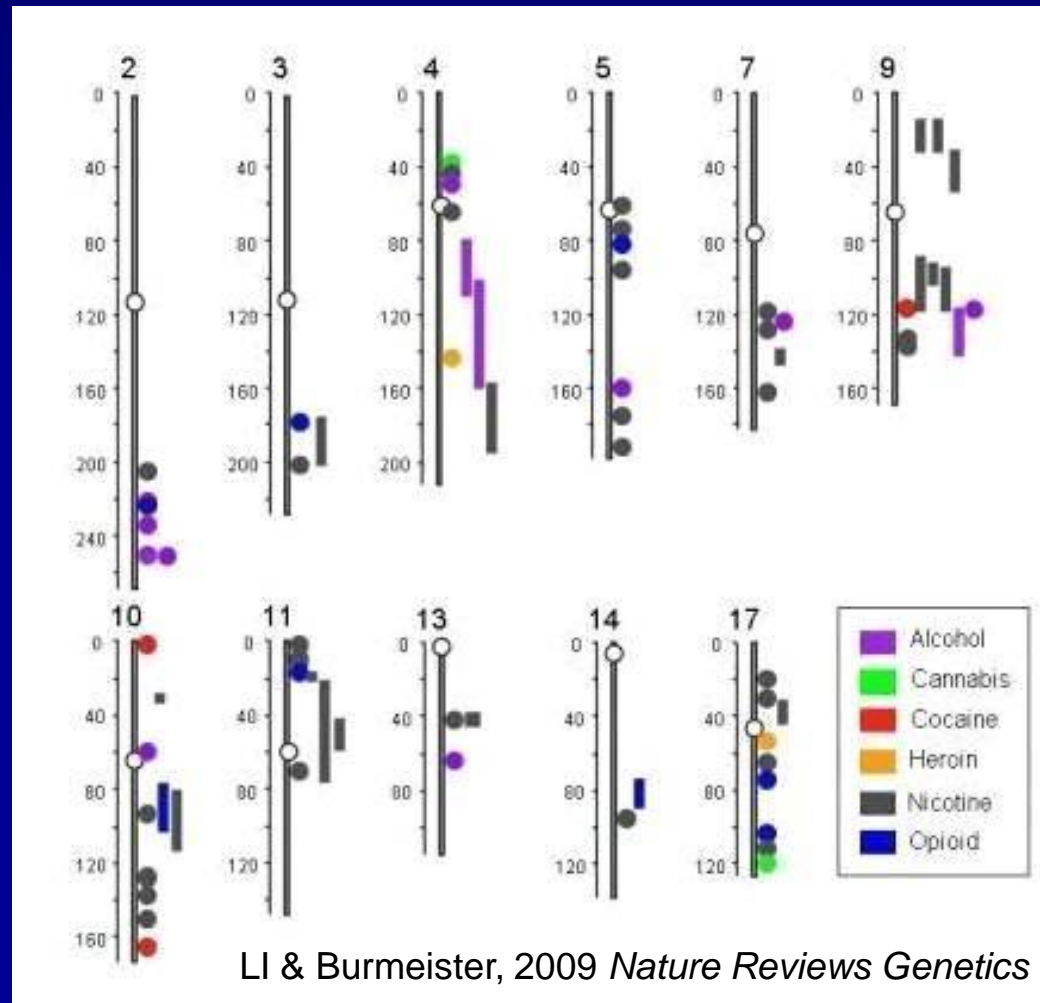 2 3 4 5 7 9
0 0 0 0 0 0
40 40 40 40 40 40
80 80 80 80 80 80
120 120 120 120 120 120
160 160 160 160 160 160
200 200 200 200
240
10 11 13 14 17
0 0 0 0 0
40 40 40 40 40
80 80 80 80 80
120 120 120 120
160
Alcohol
Cannabis
Cocaine
Heroin
Nicotine
Opioid
LI & Burmeister, 2009 Nature Reviews Genetics